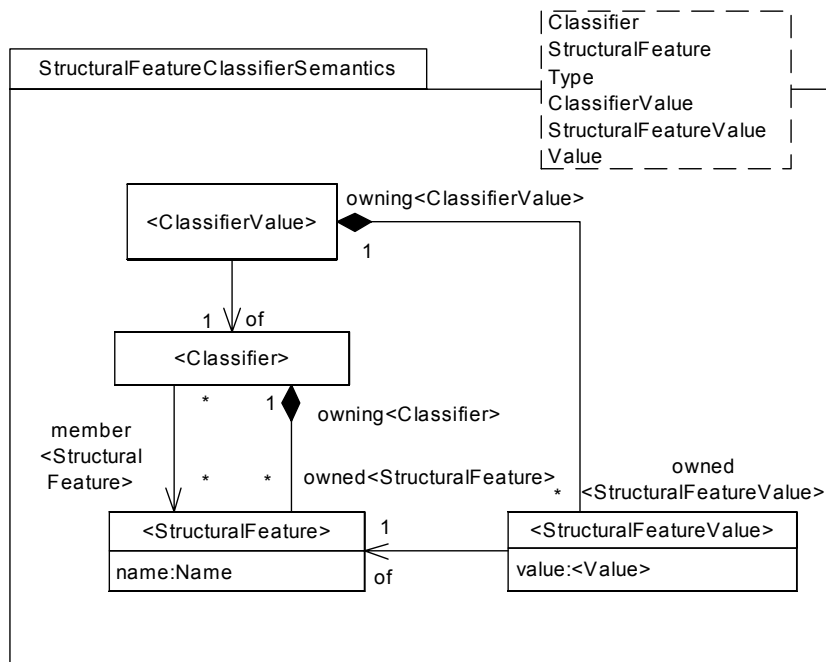 Classifier
StructuralFeature
Type
ClassifierValue
StructuralFeatureValue
Value
StructuralFeatureClassifierSemantics
owning<ClassifierValue>
<ClassifierValue>
1
1
of
<Classifier>
*
1
owning<Classifier>
member
<Structural
Feature>
*
*
owned<StructuralFeature>
*
owned
<StructuralFeatureValue>
<StructuralFeature>
1
<StructuralFeatureValue>
name:Name
of
value:<Value>